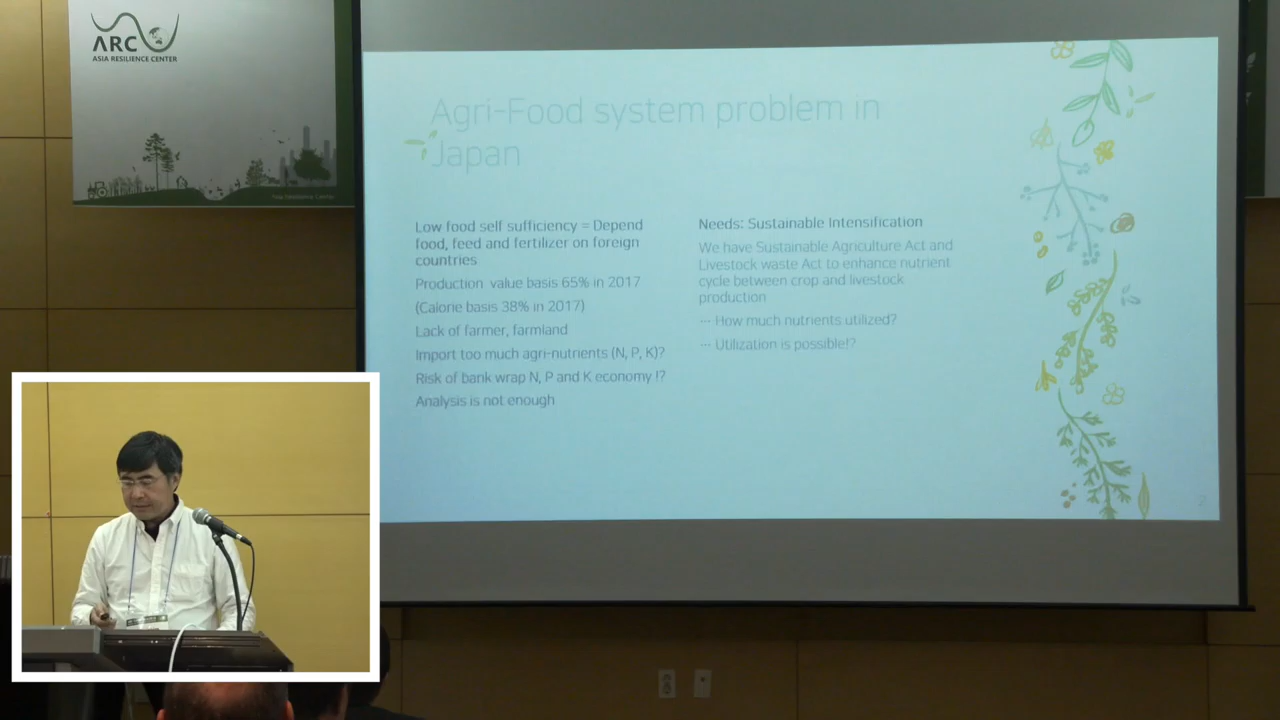 ARC
ASIA RESILIENCE CENTER
Agri-Food system problem in
Japan
Low food self sufficiency = Depend
food, feed and fertilizer on foreign
countries
Production value basis 65% in 2017
(Calorie basis 38% in 2017)
Lack of farmer, farmland
Import too much agri-nutrients (N, P, K)?
Risk of bank wrap N, P and K economy !?
Analysis is not enough
Needs: Sustainable Intensification
We have Sustainable Agriculture Act and
Livestock waste Act to enhance nutrient
cycle between crop and livestock
production
··· How much nutrients utilized?
··· Utilization is possible!?
2